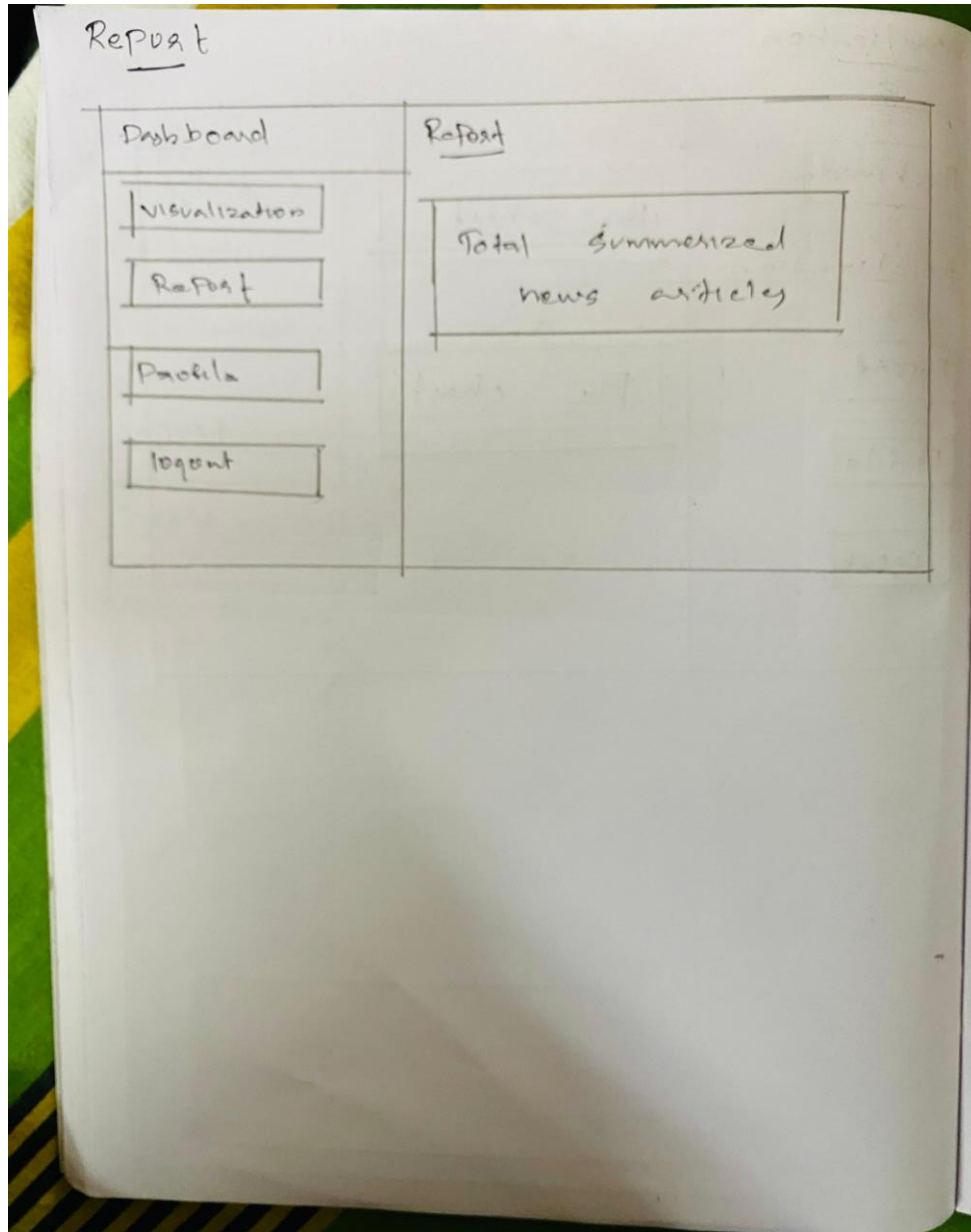 Report
Dashboard
Visualization
Report
Profile
logout
Report
Total summerized
news articles